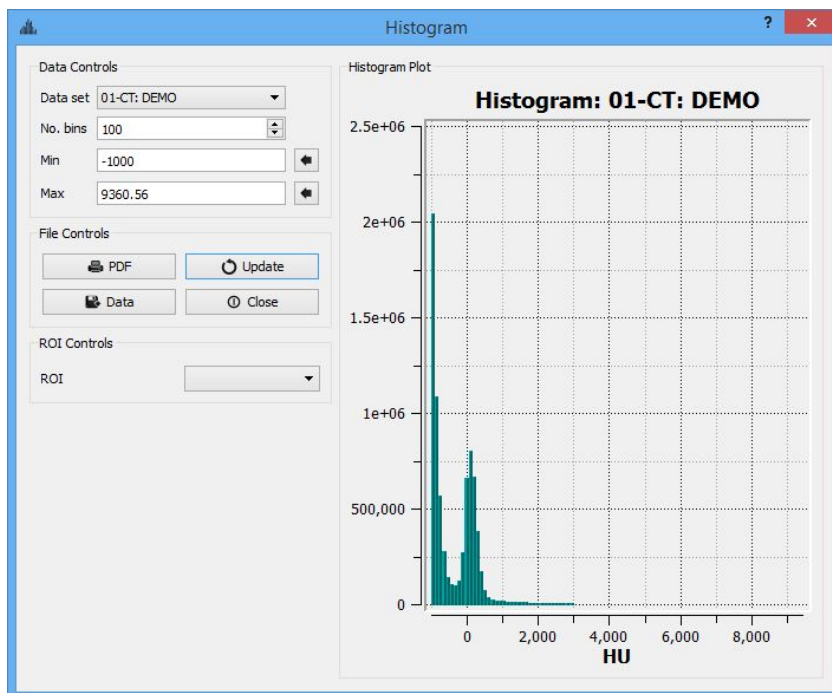 Histogram
?
Data Controls
Data set 01-CT: DEMO
No. bins 100
Min -1000
Max 9360.56
File Controls
PDF Update
Data Close
ROI Controls
ROI
Histogram Plot
Histogram: 01-CT: DEMO
2.5e+06
2e+06
1.5e+06
1e+06
500,000
0
0 2,000 4,000 6,000 8,000
HU